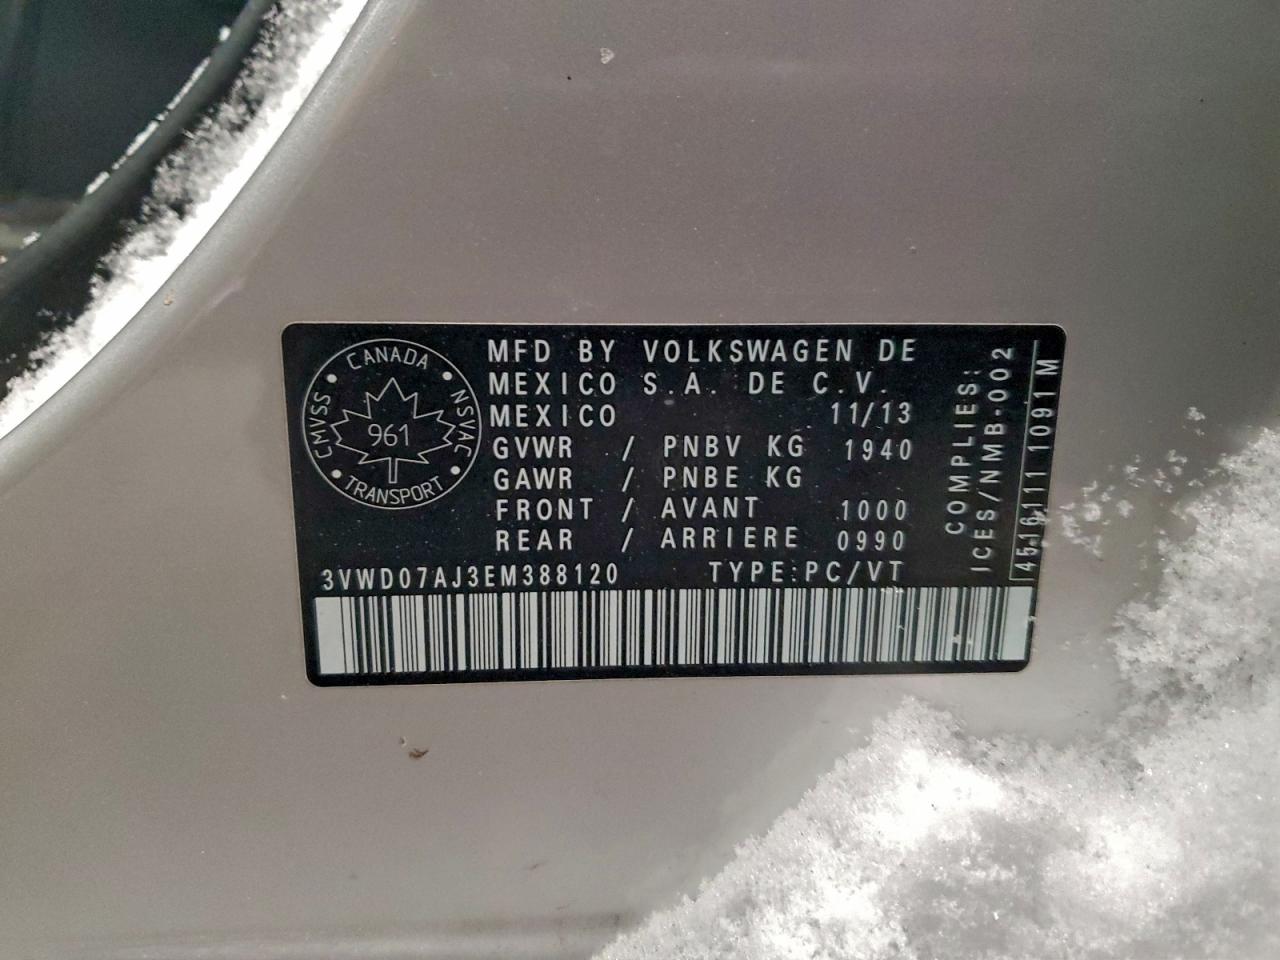 CANADA
CMVSS
NSVAC
961
TRANSPORT
MFD BY VOLKSWAGEN DE
MEXICO S.A. DE C.V.
MEXICO 11/13
GVWR / PNBV KG 1940
GAWR / PNBE KG
FRONT / AVANT 1000
REAR / ARRIERE 0990
3VWD07AJ3EM388120 TYPE:PC/VT
COMPLIES:
ICES/NMB-002
4516111 1091 M